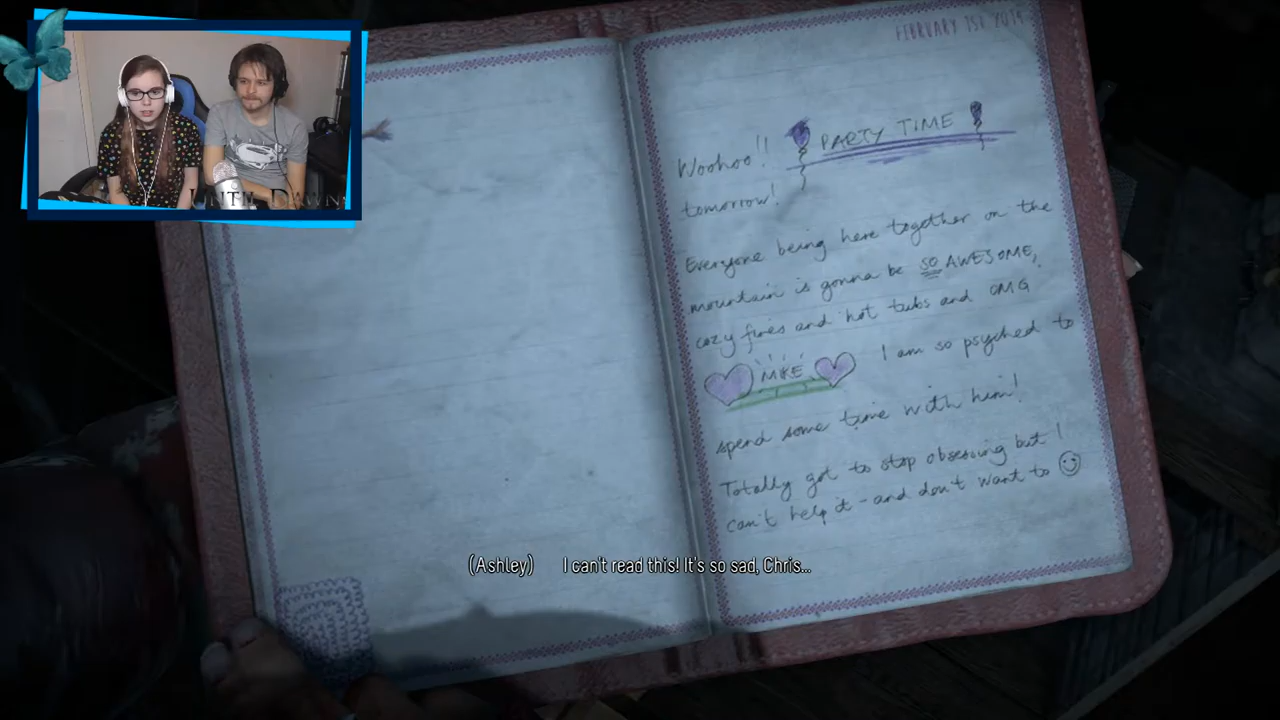 FEBRUARY 1ST 2014
Woohoo!! PARTY TIME
tomorrow!
Everyone being here together on the
mountain is gonna be SO AWESOME,
cozy fires and hot tubs and OMG
MIKE I am so psyched to
spend some time with him!
Totally got to stop obsessing but I
can't help it - and don't want to
(Ashley) I can't read this! It's so sad, Chris...